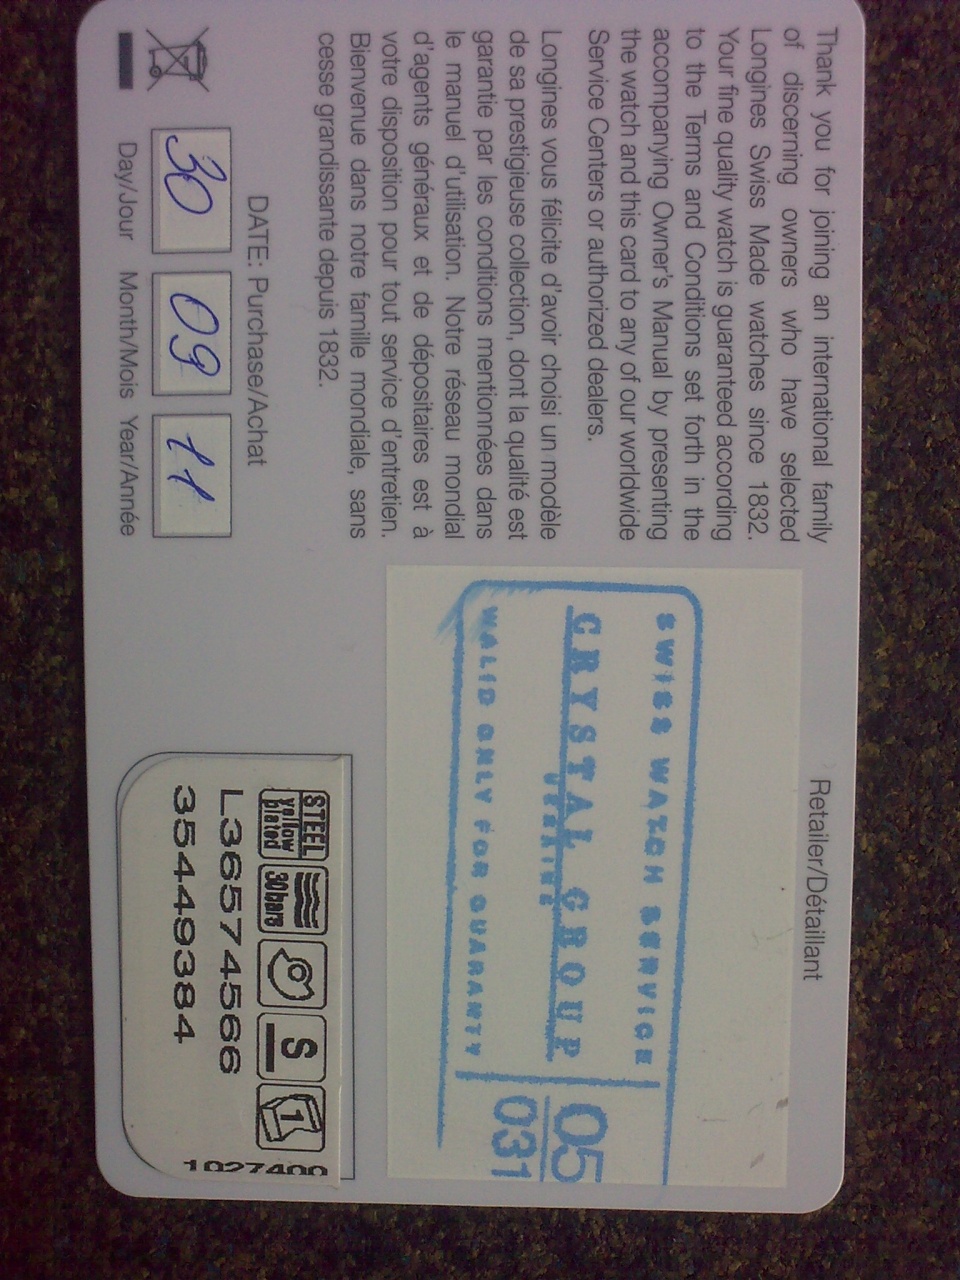 Thank you for joining an international family
of discerning owners who have selected
Longines Swiss Made watches since 1832.
Your fine quality watch is guaranteed according
to the Terms and Conditions set forth in the
accompanying Owner's Manual by presenting
the watch and this card to any of our worldwide
Service Centers or authorized dealers.
Longines vous félicite d'avoir choisi un modèle
de sa prestigieuse collection, dont la qualité est
garantie par les conditions mentionnées dans
le manuel d'utilisation. Notre réseau mondial
d'agents généraux et de dépositaires est à
votre disposition pour tout service d'entretien.
Bienvenue dans notre famille mondiale, sans
cesse grandissante depuis 1832.
DATE: Purchase/Achat
30 09 11
Day/Jour Month/Mois Year/Année
Retailer/Détaillant
SWISS WATCH SERVICE
CRYSTAL GROUP
UKRAINE
VALID ONLY FOR GUARANTY
05
031
STEEL
yellow
plated
30 bars
S
1
L36574566
35449384
1027400